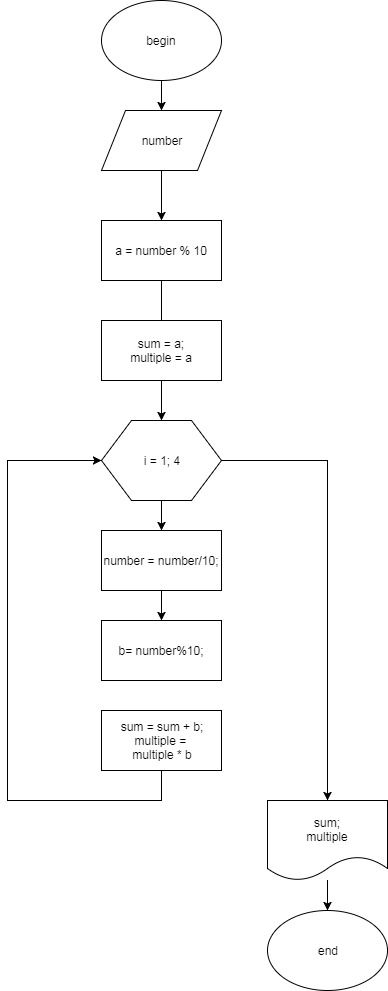 begin
number
a = number % 10
sum = a;
multiple = a
i = 1; 4
number = number/10;
b= number%10;
sum = sum + b;
multiple =
multiple * b
sum;
multiple
end